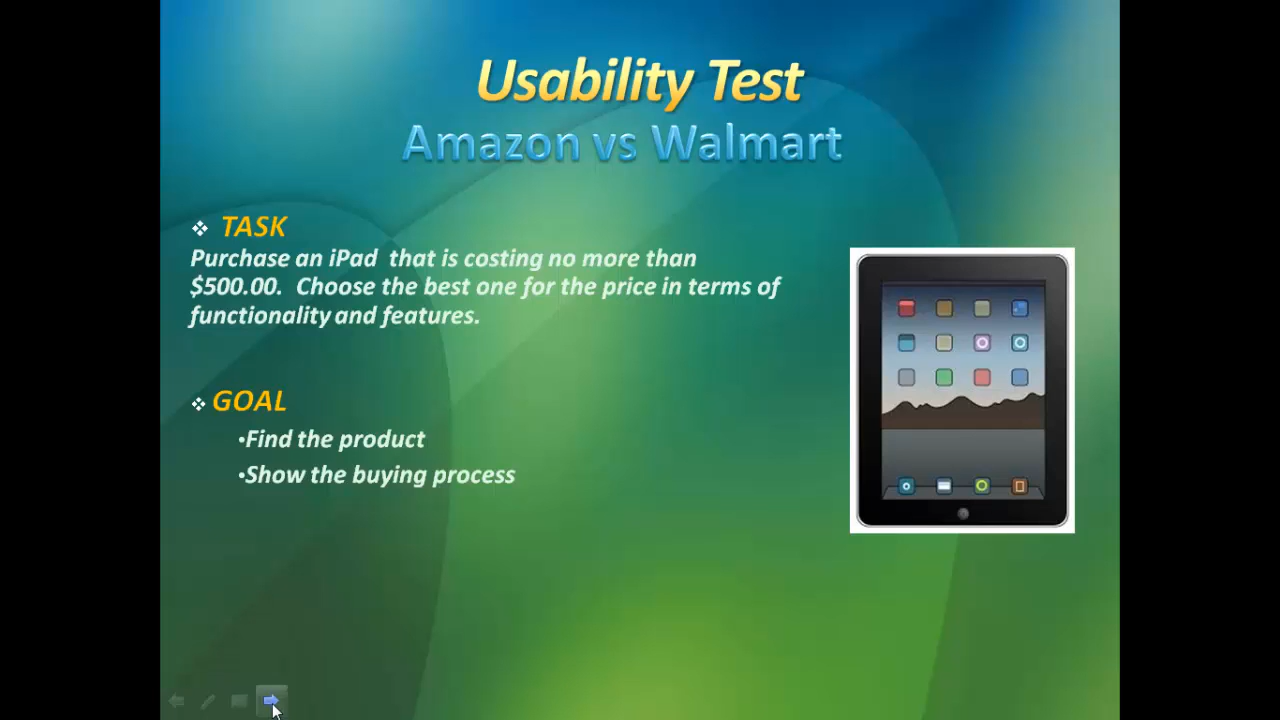 Usability Test
Amazon vs Walmart
❖ TASK
Purchase an iPad  that is costing no more than
$500.00.  Choose the best one for the price in terms of
functionality and features.
❖ GOAL
•Find the product
•Show the buying process